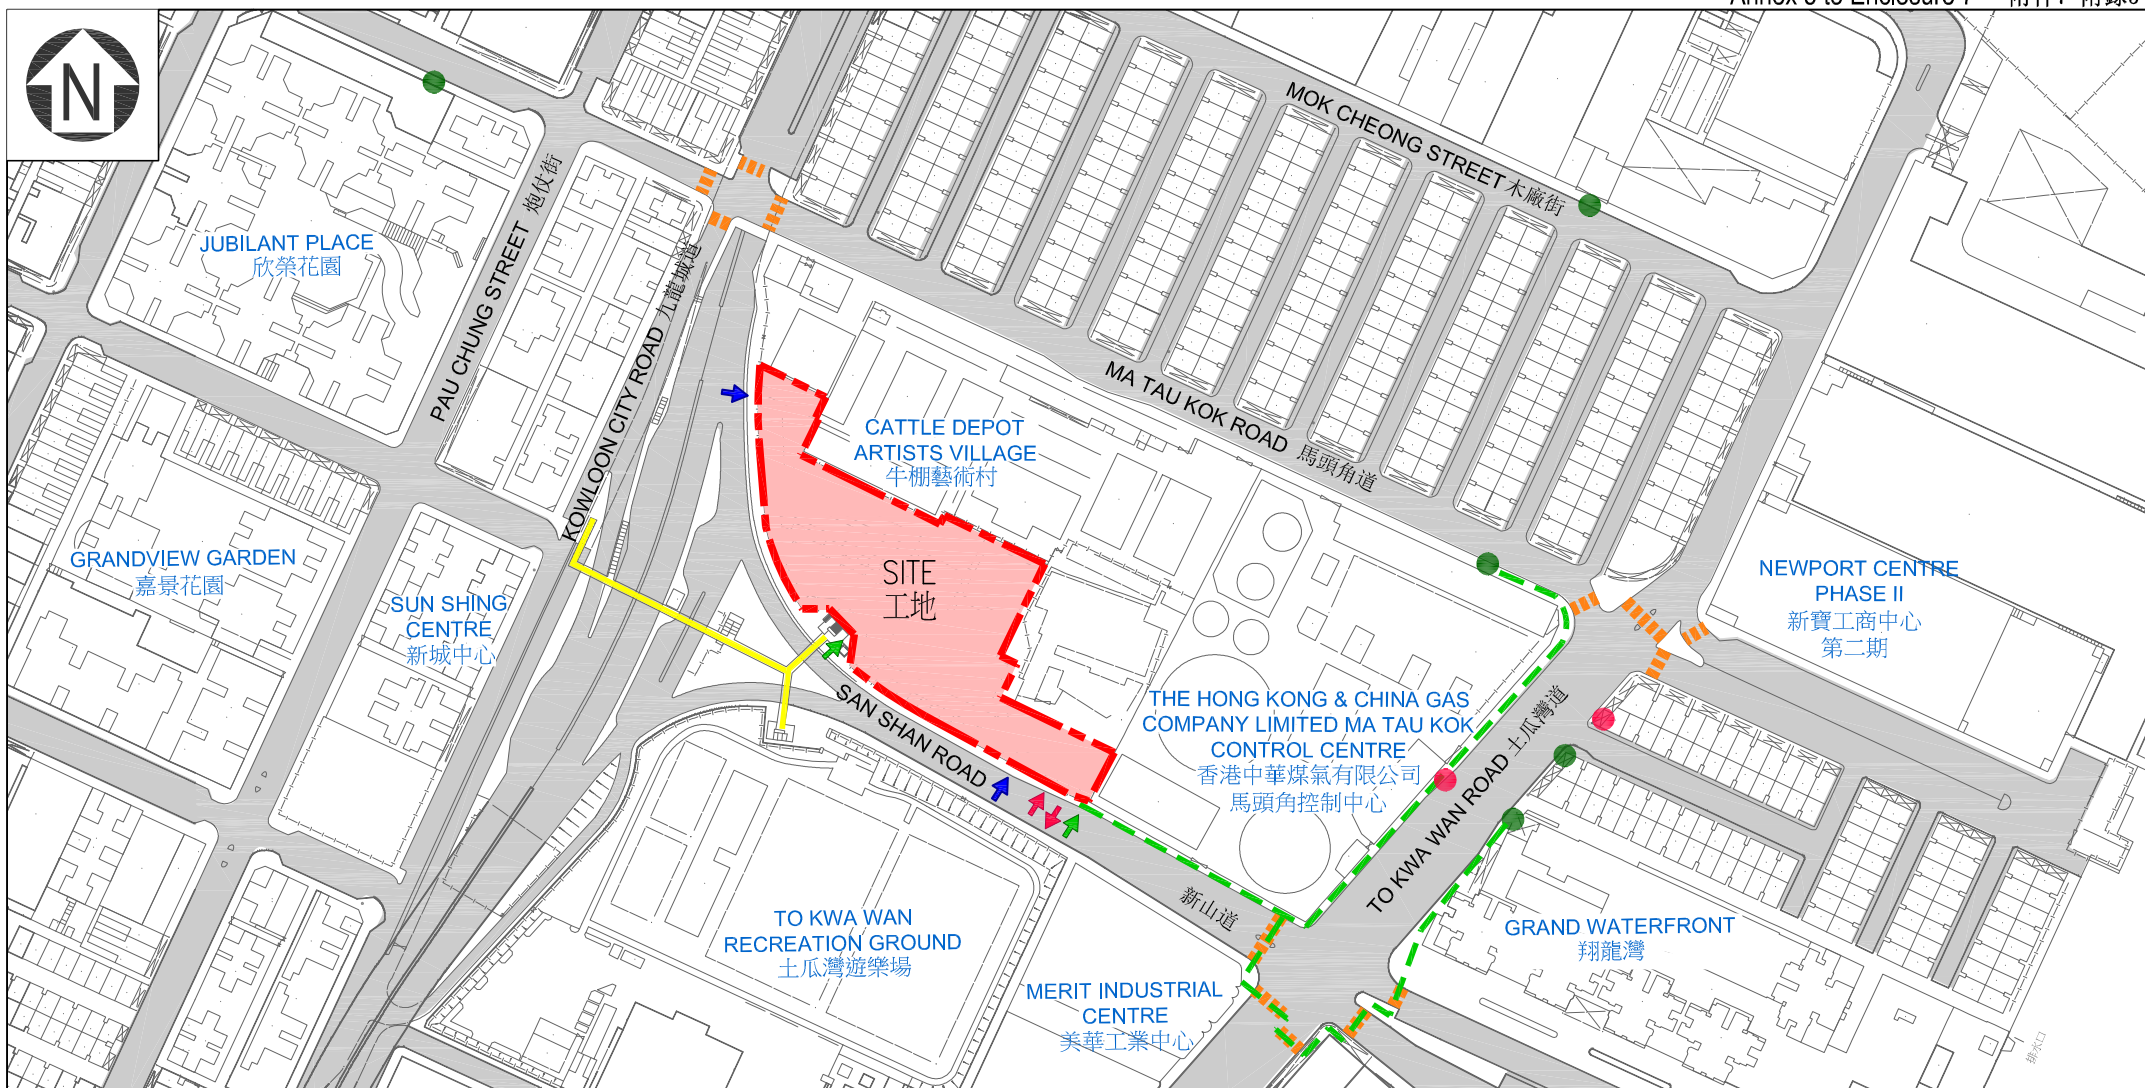 N
MOK CHEONG STREET 木廠街
JUBILANT PLACE
欣榮花園
PAU CHUNG STREET 炮仗街
KOWLOON CITY ROAD 九龍城道
MA TAU KOK ROAD 馬頭角道
CATTLE DEPOT
ARTISTS VILLAGE
牛棚藝術村
GRANDVIEW GARDEN
嘉景花園
SUN SHING
CENTRE
新城中心
SITE
工地
NEWPORT CENTRE
PHASE II
新寶工商中心
第二期
SAN SHAN ROAD
新山道
THE HONG KONG & CHINA GAS
COMPANY LIMITED MA TAU KOK
CONTROL CENTRE
香港中華煤氣有限公司
馬頭角控制中心
TO KWA WAN ROAD 土瓜灣道
TO KWA WAN
RECREATION GROUND
土瓜灣遊樂場
GRAND WATERFRONT
翔龍灣
MERIT INDUSTRIAL
CENTRE
美華工業中心
排水口